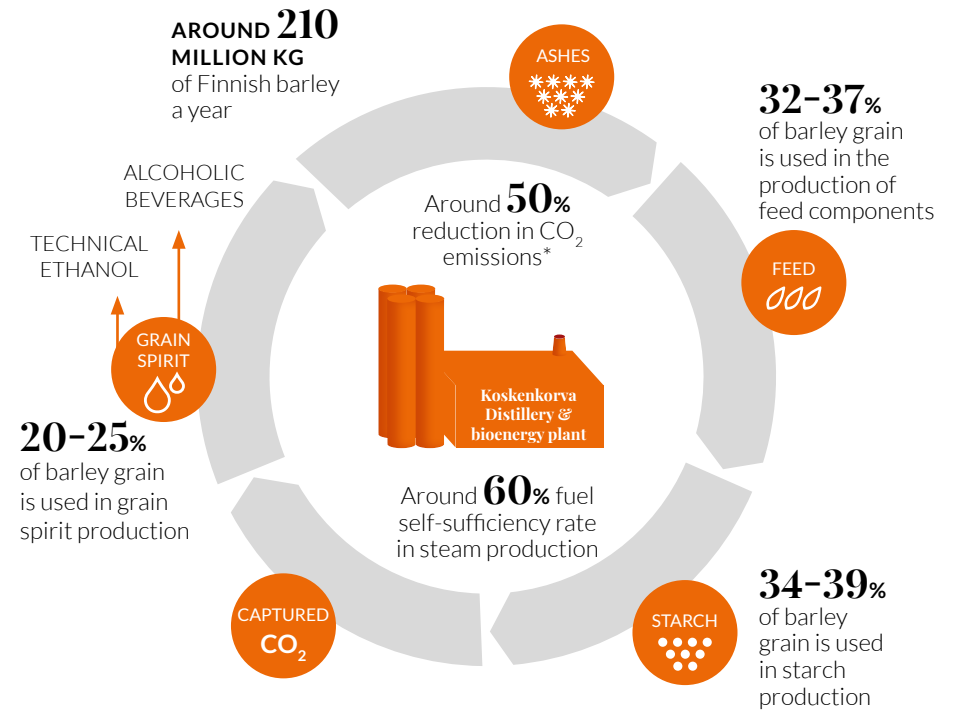 AROUND 210
MILLION KG
of Finnish barley
a year
ASHES
32–37%
of barley grain
is used in the
production of
feed components
FEED
ALCOHOLIC
BEVERAGES
TECHNICAL
ETHANOL
GRAIN
SPIRIT
20–25%
of barley grain
is used in grain
spirit production
Around 50%
reduction in CO2
emissions*
Koskenkorva
Distillery &
bioenergy plant
Around 60% fuel
self-sufficiency rate
in steam production
CAPTURED
CO2
STARCH
34–39%
of barley
grain is used
in starch
production